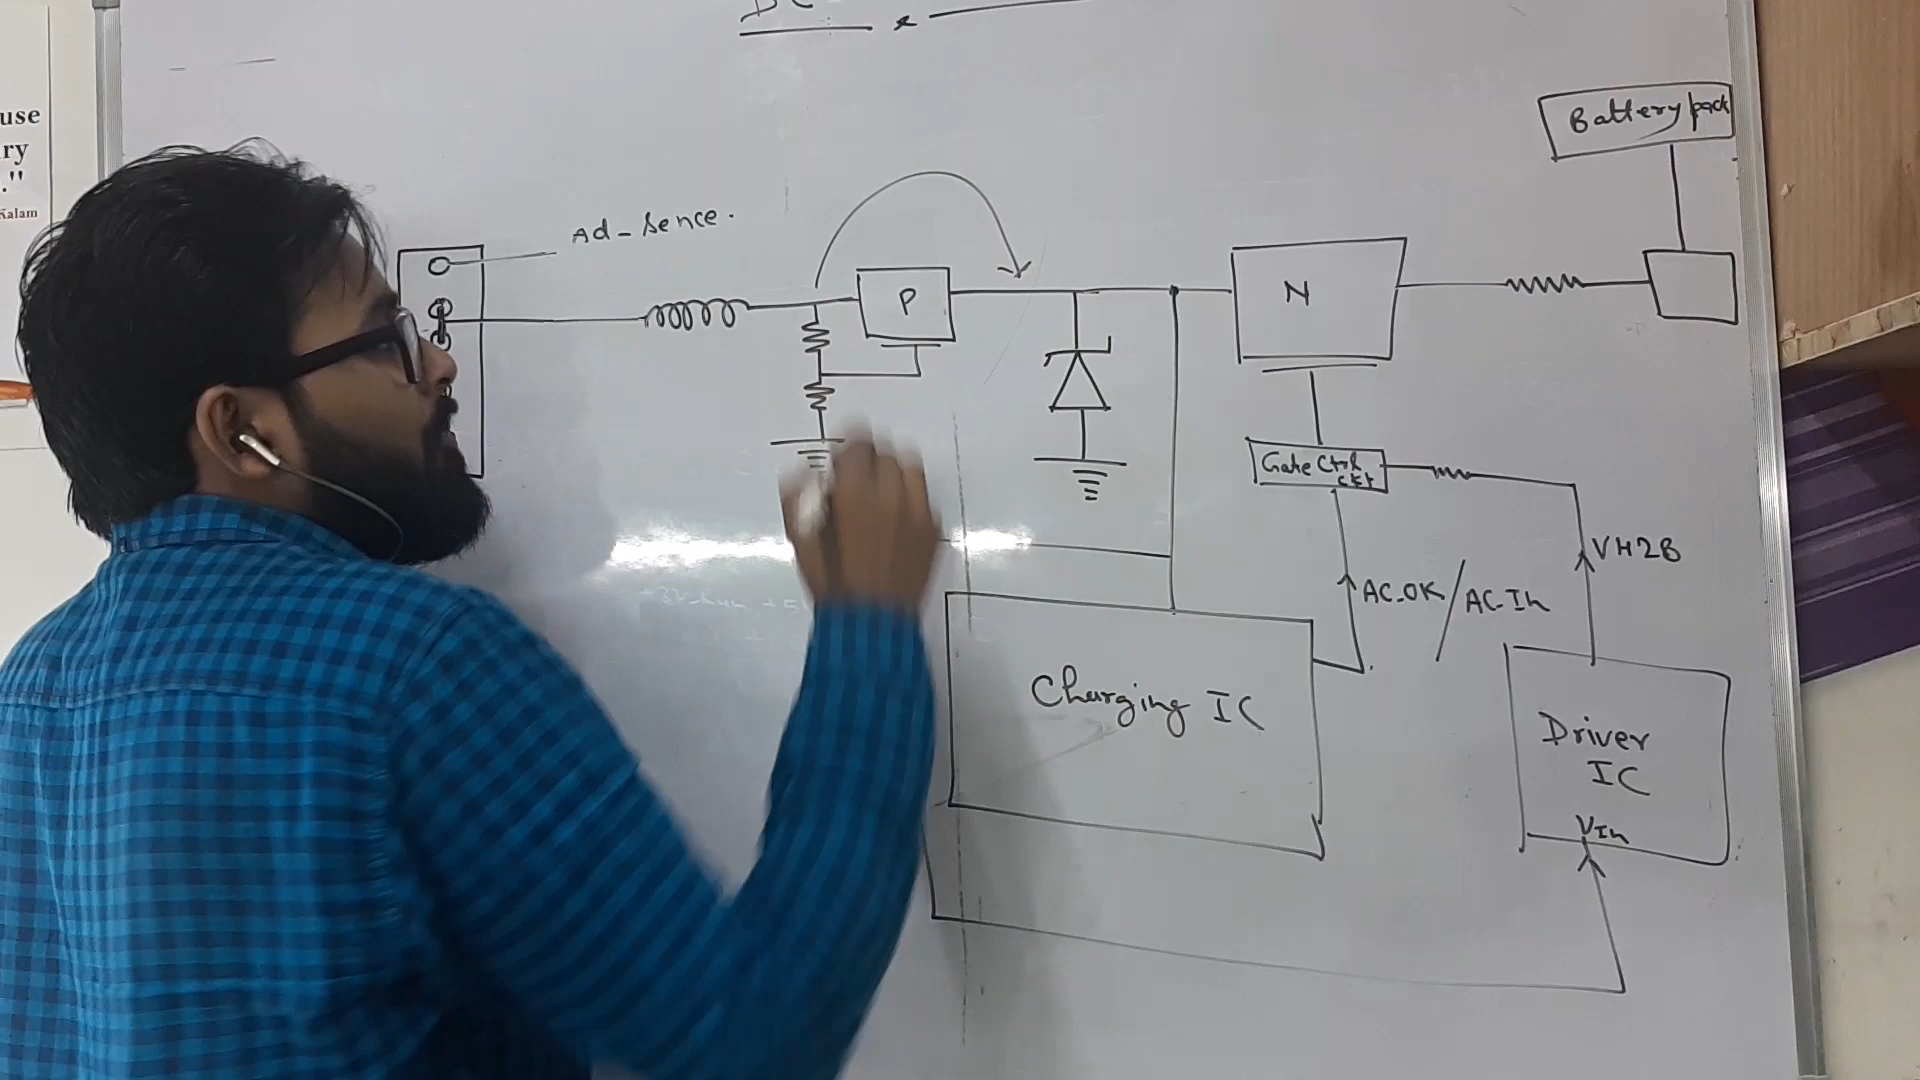 use
ry
."
Kalam
DC
Battery pack
Ad-Sence.
P
N
Gate Ctrl
ckt
VH28
AC-OK / AC-In
Charging IC
Driver
IC
VIn